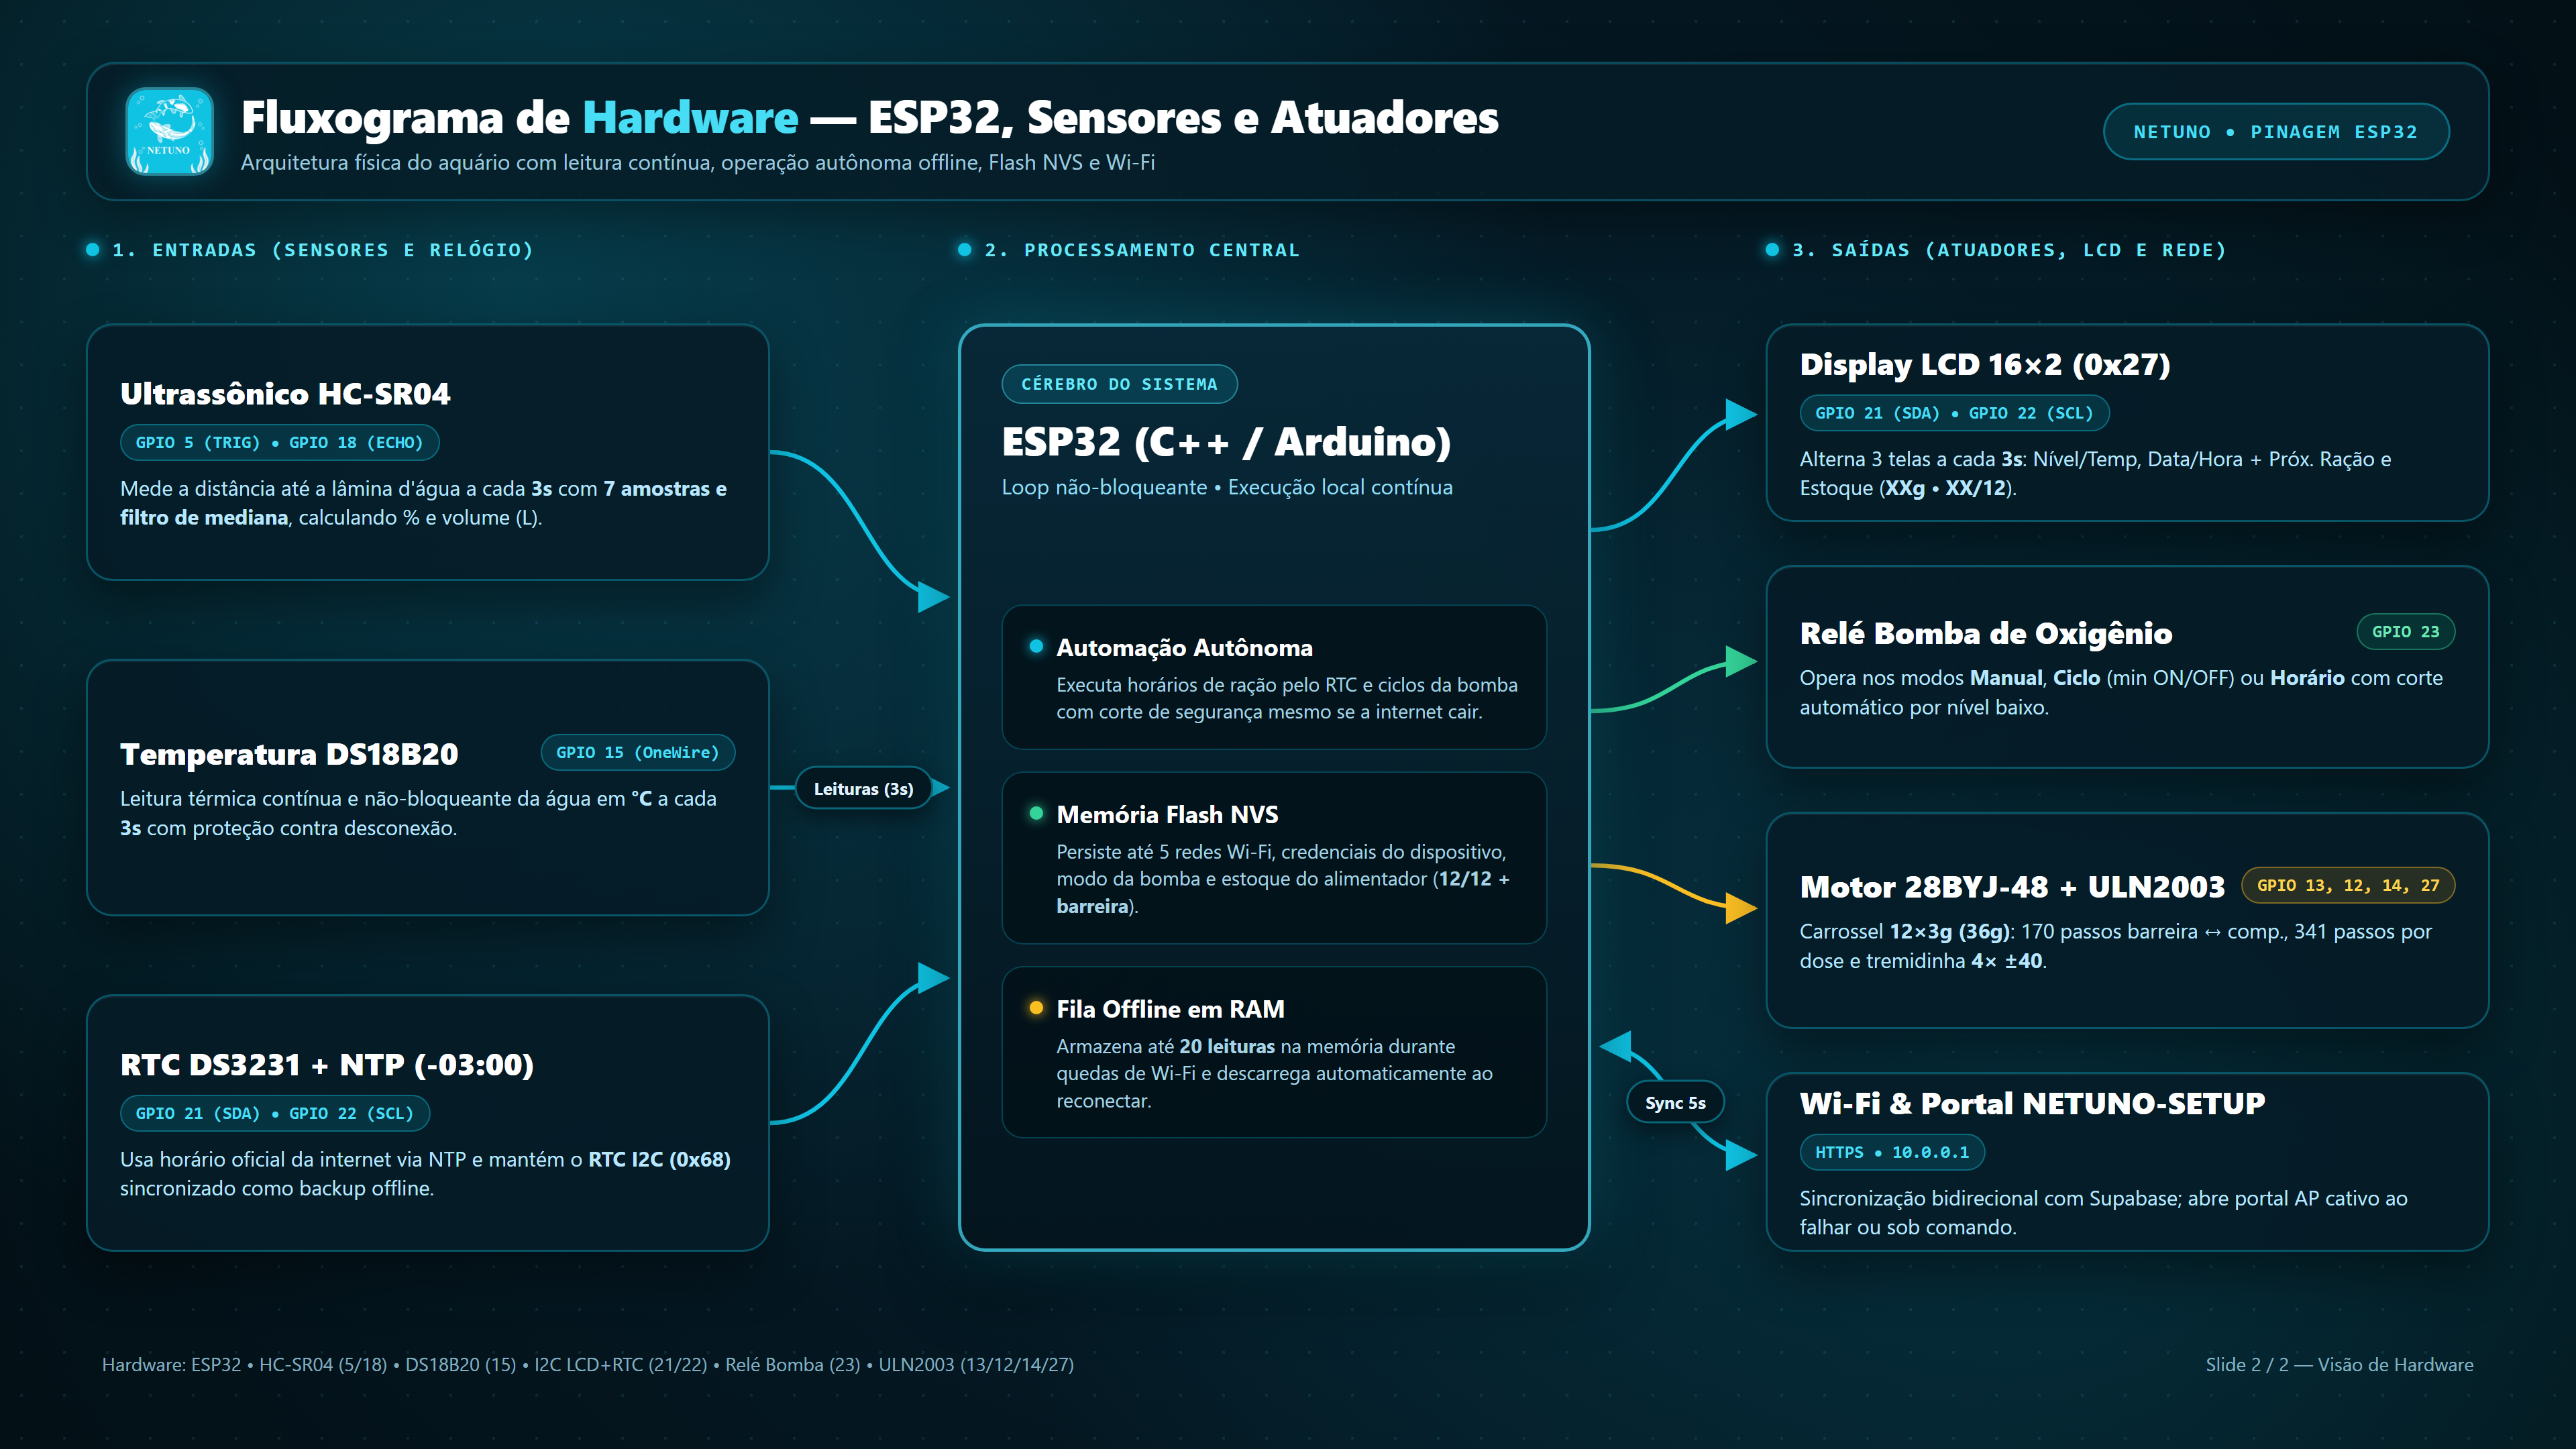 NETUNO
Fluxograma de Hardware — ESP32, Sensores e Atuadores
Arquitetura física do aquário com leitura contínua, operação autônoma offline, Flash NVS e Wi-Fi
NETUNO • PINAGEM ESP32
1. ENTRADAS (SENSORES E RELÓGIO)
Ultrassônico HC-SR04
GPIO 5 (TRIG) • GPIO 18 (ECHO)
Mede a distância até a lâmina d'água a cada 3s com 7 amostras e
filtro de mediana, calculando % e volume (L).
Temperatura DS18B20
GPIO 15 (OneWire)
Leitura térmica contínua e não-bloqueante da água em °C a cada
3s com proteção contra desconexão.
RTC DS3231 + NTP (-03:00)
GPIO 21 (SDA) • GPIO 22 (SCL)
Usa horário oficial da internet via NTP e mantém o RTC I2C (0x68)
sincronizado como backup offline.
Leituras (3s)
2. PROCESSAMENTO CENTRAL
CÉREBRO DO SISTEMA
ESP32 (C++ / Arduino)
Loop não-bloqueante • Execução local contínua
Automação Autônoma
Executa horários de ração pelo RTC e ciclos da bomba
com corte de segurança mesmo se a internet cair.
Memória Flash NVS
Persiste até 5 redes Wi-Fi, credenciais do dispositivo,
modo da bomba e estoque do alimentador (12/12 +
barreira).
Fila Offline em RAM
Armazena até 20 leituras na memória durante
quedas de Wi-Fi e descarrega automaticamente ao
reconectar.
Sync 5s
3. SAÍDAS (ATUADORES, LCD E REDE)
Display LCD 16×2 (0x27)
GPIO 21 (SDA) • GPIO 22 (SCL)
Alterna 3 telas a cada 3s: Nível/Temp, Data/Hora + Próx. Ração e
Estoque (XXg • XX/12).
Relé Bomba de Oxigênio
GPIO 23
Opera nos modos Manual, Ciclo (min ON/OFF) ou Horário com corte
automático por nível baixo.
Motor 28BYJ-48 + ULN2003
GPIO 13, 12, 14, 27
Carrossel 12×3g (36g): 170 passos barreira ↔ comp., 341 passos por
dose e tremidinha 4× ±40.
Wi-Fi & Portal NETUNO-SETUP
HTTPS • 10.0.0.1
Sincronização bidirecional com Supabase; abre portal AP cativo ao
falhar ou sob comando.
Hardware: ESP32 • HC-SR04 (5/18) • DS18B20 (15) • I2C LCD+RTC (21/22) • Relé Bomba (23) • ULN2003 (13/12/14/27)
Slide 2 / 2 — Visão de Hardware